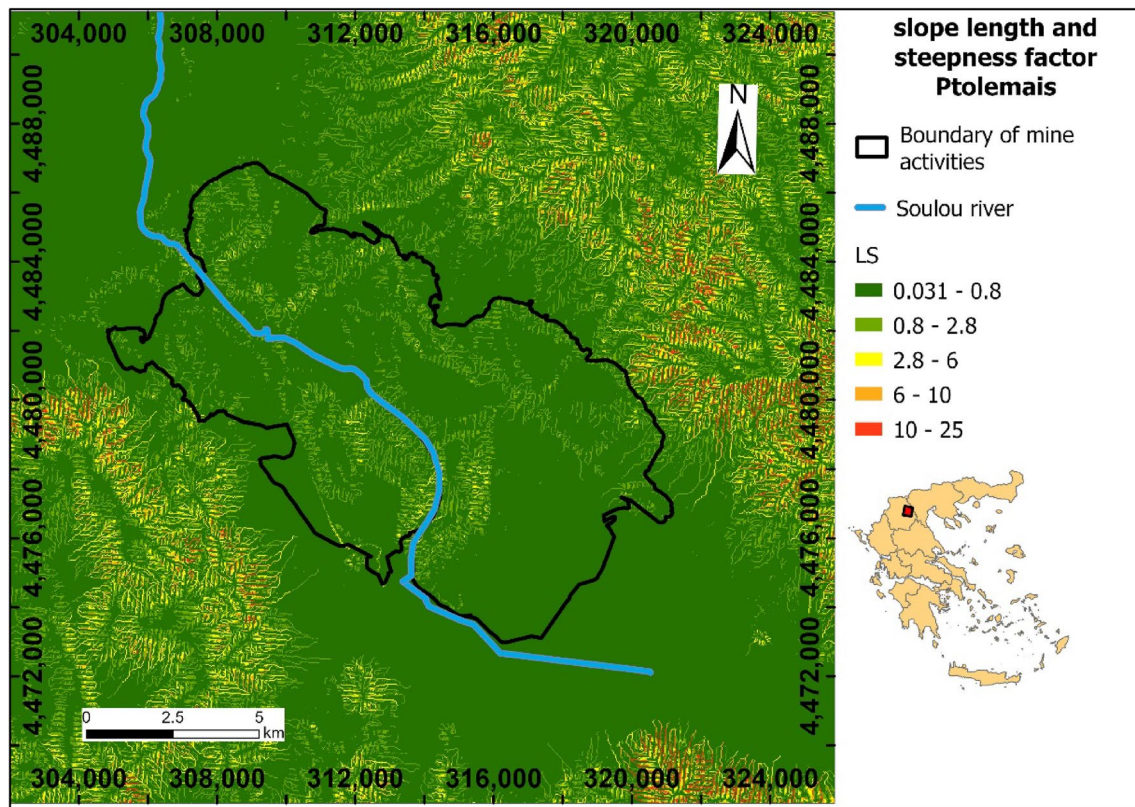 304,000 308,000 312,000 316,000 320,000 324,000
4,488,000
4,484,000
4,480,000
4,476,000
4,472,000
N
4,488,000
4,484,000
4,480,000
4,476,000
4,472,000
0 2.5 5
km
304,000 308,000 312,000 316,000 320,000 324,000
slope length and
steepness factor
Ptolemais
Boundary of mine
activities
Soulou river
LS
0.031 - 0.8
0.8 - 2.8
2.8 - 6
6 - 10
10 - 25